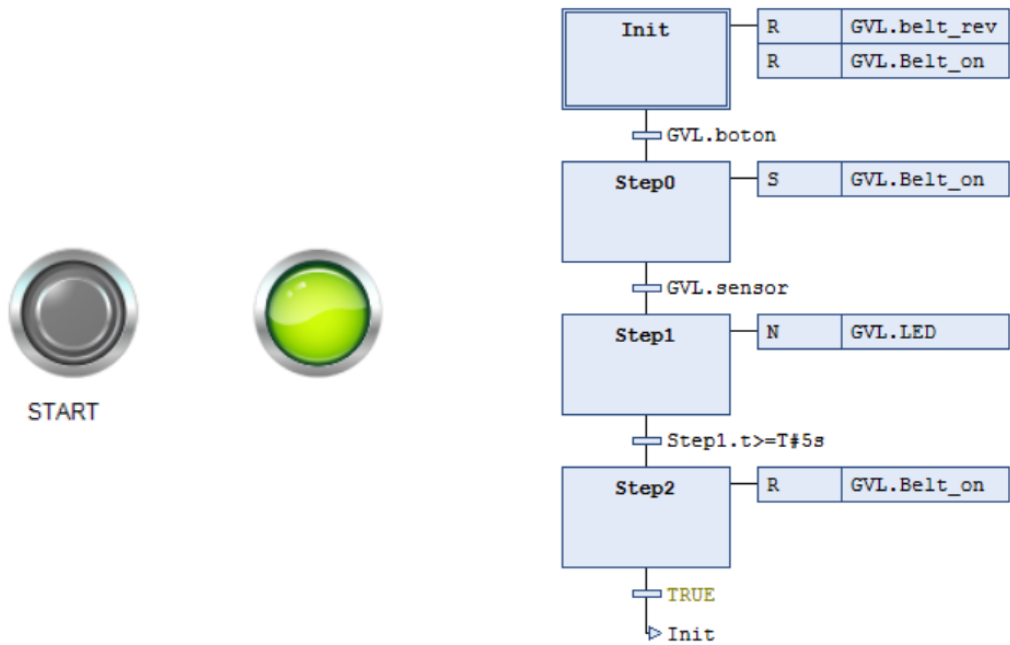 START
Init
R GVL.belt_rev
R GVL.Belt_on
GVL.boton
Step0
S GVL.Belt_on
GVL.sensor
Step1
N GVL.LED
Step1.t>=T#5s
Step2
R GVL.Belt_on
TRUE
Init